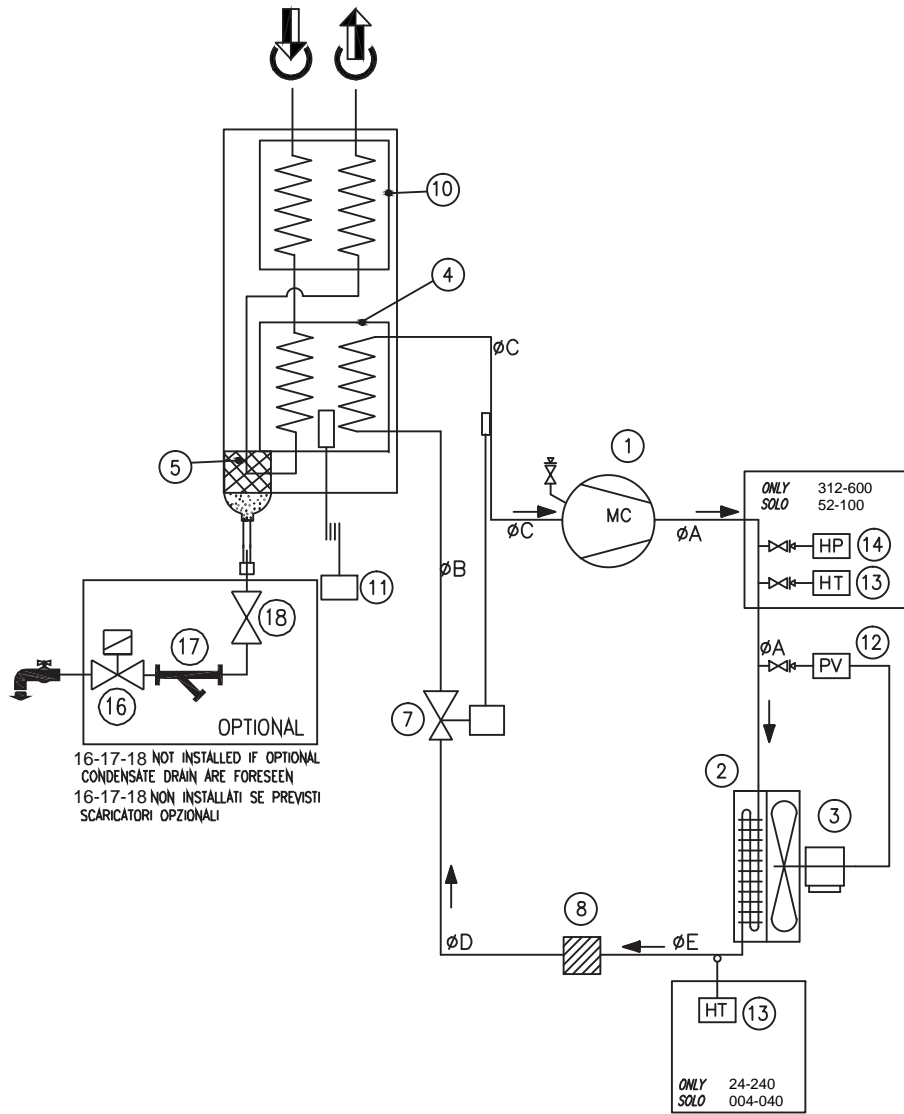 10
4
øC
5
1
MC
øC
øA
ONLY 312-600
SOLO 52-100
HP 14
HT 13
øB
11
18
17
16
OPTIONAL
øA
PV 12
7
2
3
16-17-18 NOT INSTALLED IF OPTIONAL
CONDENSATE DRAIN ARE FORESEEN
16-17-18 NON INSTALLATI SE PREVISTI
SCARICATORI OPZIONALI
8
øD
øE
HT 13
ONLY 24-240
SOLO 004-040